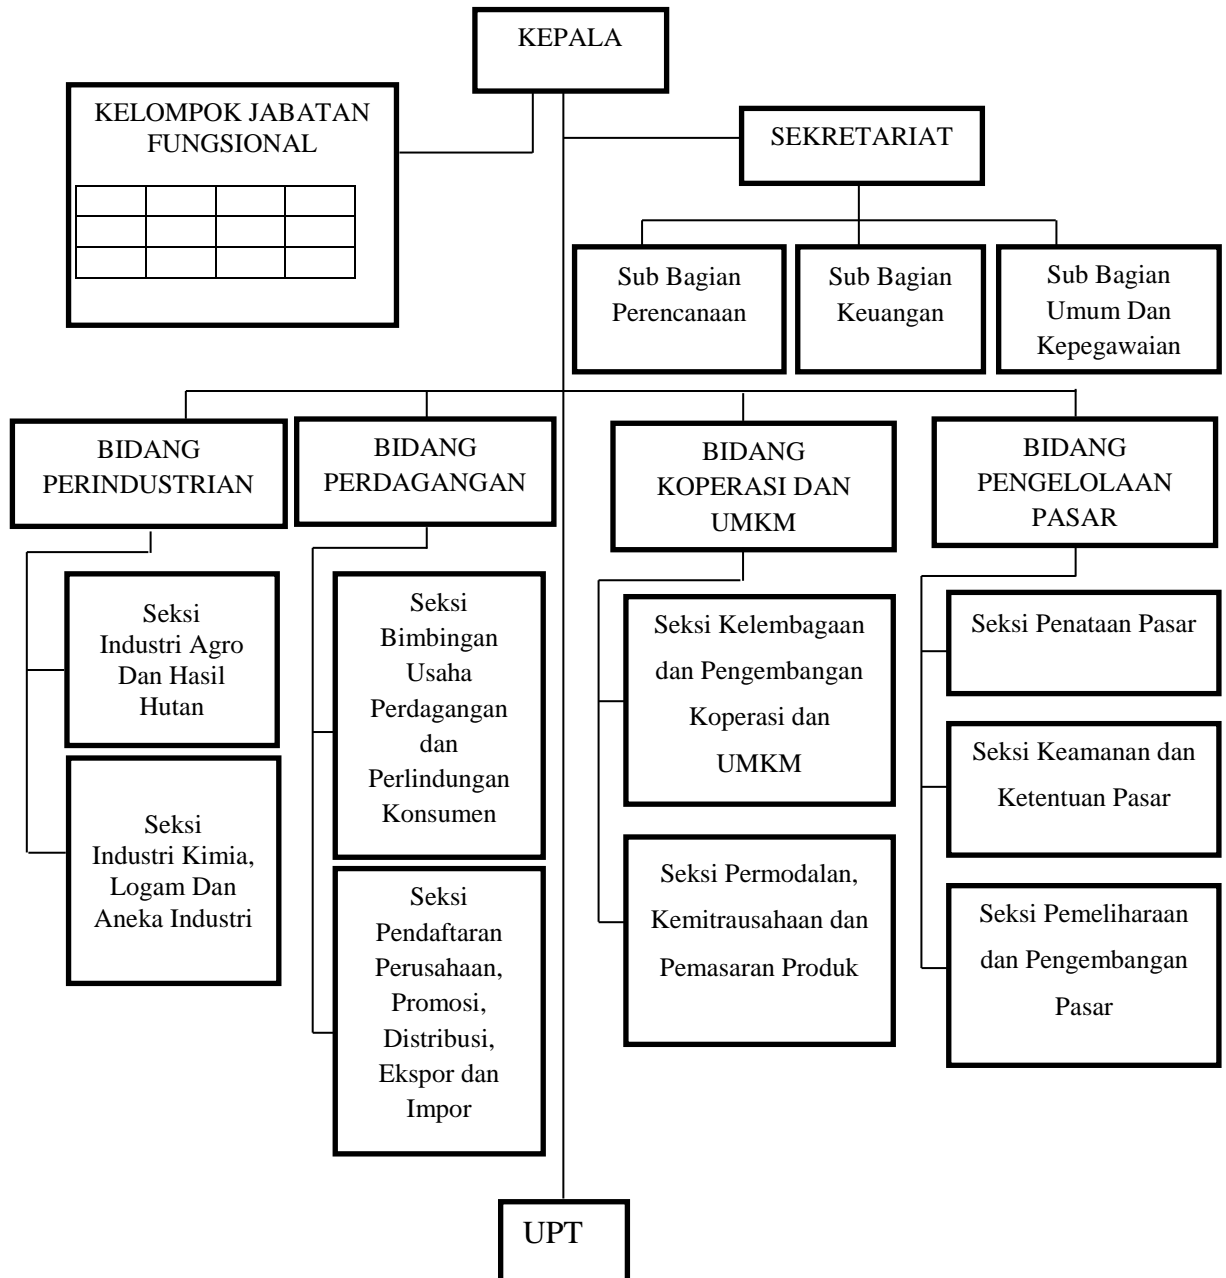 KEPALA
KELOMPOK JABATAN
FUNGSIONAL
SEKRETARIAT
Sub Bagian
Perencanaan
Sub Bagian
Keuangan
Sub Bagian
Umum Dan
Kepegawaian
BIDANG
PERINDUSTRIAN
BIDANG
PERDAGANGAN
BIDANG
KOPERASI DAN
UMKM
BIDANG
PENGELOLAAN
PASAR
Seksi
Industri Agro
Dan Hasil
Hutan
Seksi
Industri Kimia,
Logam Dan
Aneka Industri
Seksi
Bimbingan
Usaha
Perdagangan
dan
Perlindungan
Konsumen
Seksi
Pendaftaran
Perusahaan,
Promosi,
Distribusi,
Ekspor dan
Impor
Seksi Kelembagaan
dan Pengembangan
Koperasi dan
UMKM
Seksi Permodalan,
Kemitrausahaan dan
Pemasaran Produk
Seksi Penataan Pasar
Seksi Keamanan dan
Ketentuan Pasar
Seksi Pemeliharaan
dan Pengembangan
Pasar
UPT